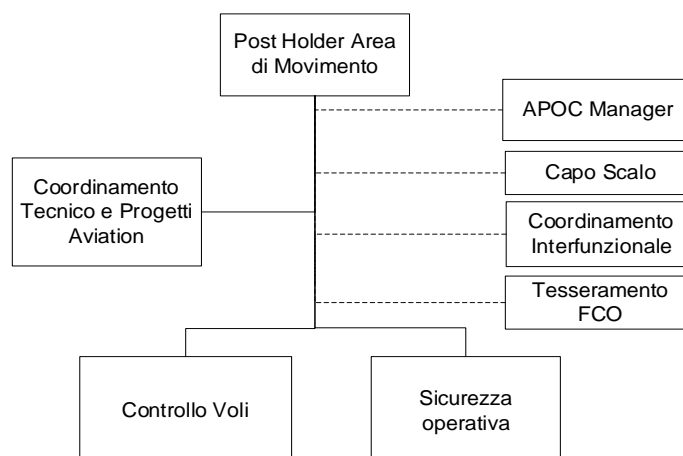 Post Holder Area
di Movimento
APOC Manager
Capo Scalo
Coordinamento
Tecnico e Progetti
Aviation
Coordinamento
Interfunzionale
Tesseramento
FCO
Controllo Voli
Sicurezza
operativa